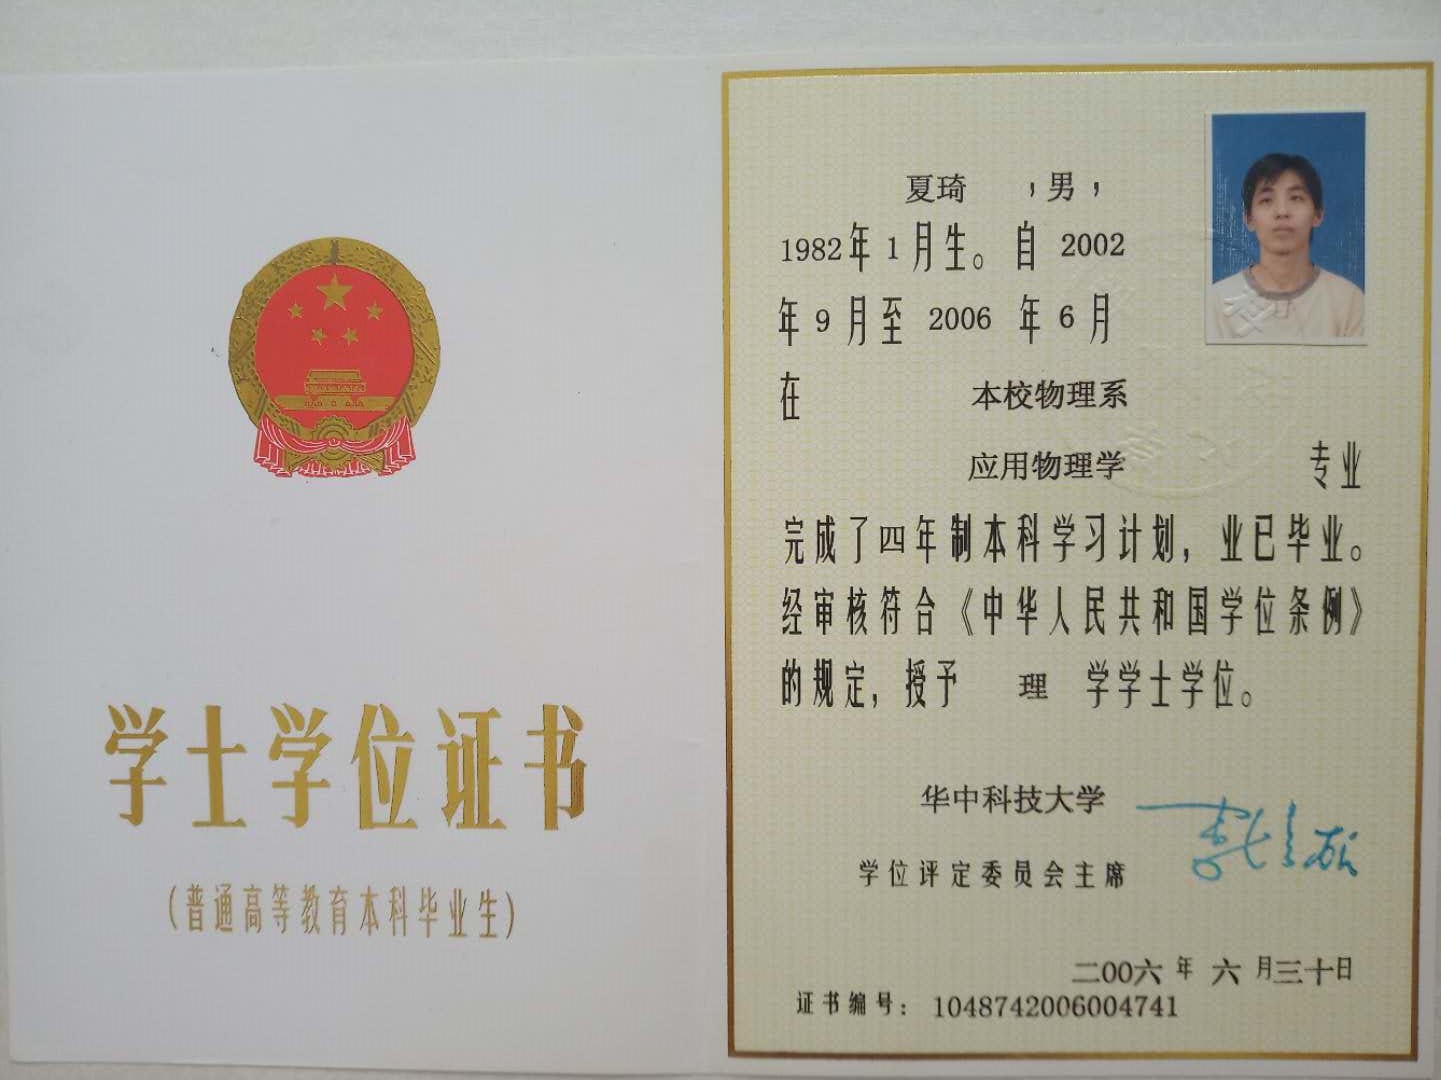 学士学位证书
（普通高等教育本科毕业生）
夏琦 ，男，
1982年 1 月生。自 2002
年 9 月至 2006 年 6 月
在 本校物理系
应用物理学 专业
完成了四年制本科学习计划，业已毕业。
经审核符合《中华人民共和国学位条例》
的规定，授予 理 学学士学位。
华中科技大学
学位评定委员会主席
二00六 年 六 月三十日
证书编号： 1048742006004741